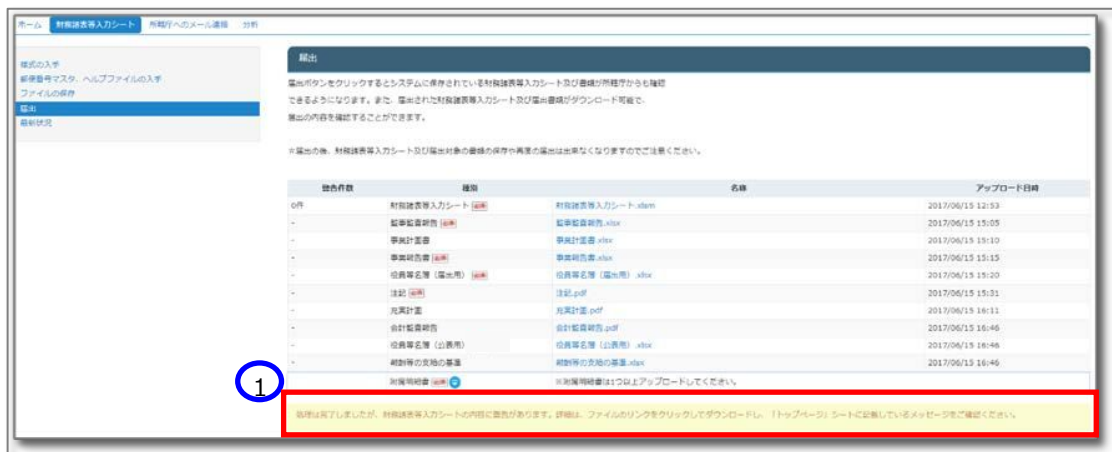 ホーム 財務諸表等入力シート 所轄庁へのメール連絡 分析
様式の入手
郵便番号マスタ、ヘルプファイルの入手
ファイルの保存
届出
最新状況
届出
届出ボタンをクリックするとシステムに保存されている財務諸表等入力シート及び書類が所轄庁からも確認
できるようになります。また、届出された財務諸表等入力シート及び届出書類がダウンロード可能で、
届出の内容を確認することができます。
※届出の後、財務諸表等入力シート及び届出対象の書類の保存や再度の届出は出来なくなりますのでご注意ください。
警告件数 種別 名称 アップロード日時
0件 財務諸表等入力シート 必須 財務諸表等入力シート.xlsm 2017/06/15 12:53
- 監事監査報告 必須 監事監査報告.xlsx 2017/06/15 15:05
- 事業計画書 事業計画書.xlsx 2017/06/15 15:10
- 事業報告書 必須 事業報告書.xlsx 2017/06/15 15:15
- 役員等名簿（届出用） 必須 役員等名簿（届出用）.xlsx 2017/06/15 15:20
- 注記 必須 注記.pdf 2017/06/15 15:31
- 充実計画 充実計画.pdf 2017/06/15 16:11
- 会計監査報告 会計監査報告.pdf 2017/06/15 16:46
- 役員等名簿（公表用） 役員等名簿（公表用）.xlsx 2017/06/15 16:46
- 報酬等の支給の基準 報酬等の支給の基準.xlsx 2017/06/15 16:46
附属明細書 必須 ※附属明細書は1つ以上アップロードしてください。
1
処理は完了しましたが、財務諸表等入力シートの内容に警告があります。詳細は、ファイルのリンクをクリックしてダウンロードし、「トップページ」シートに記載しているメッセージをご確認ください。